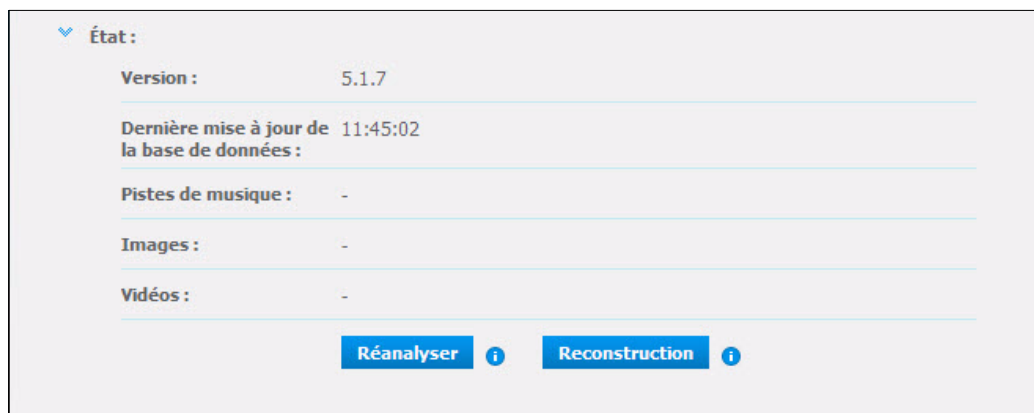 État :
Version : 5.1.7
Dernière mise à jour de 11:45:02
la base de données :
Pistes de musique : -
Images : -
Vidéos : -
Réanalyser i Reconstruction i